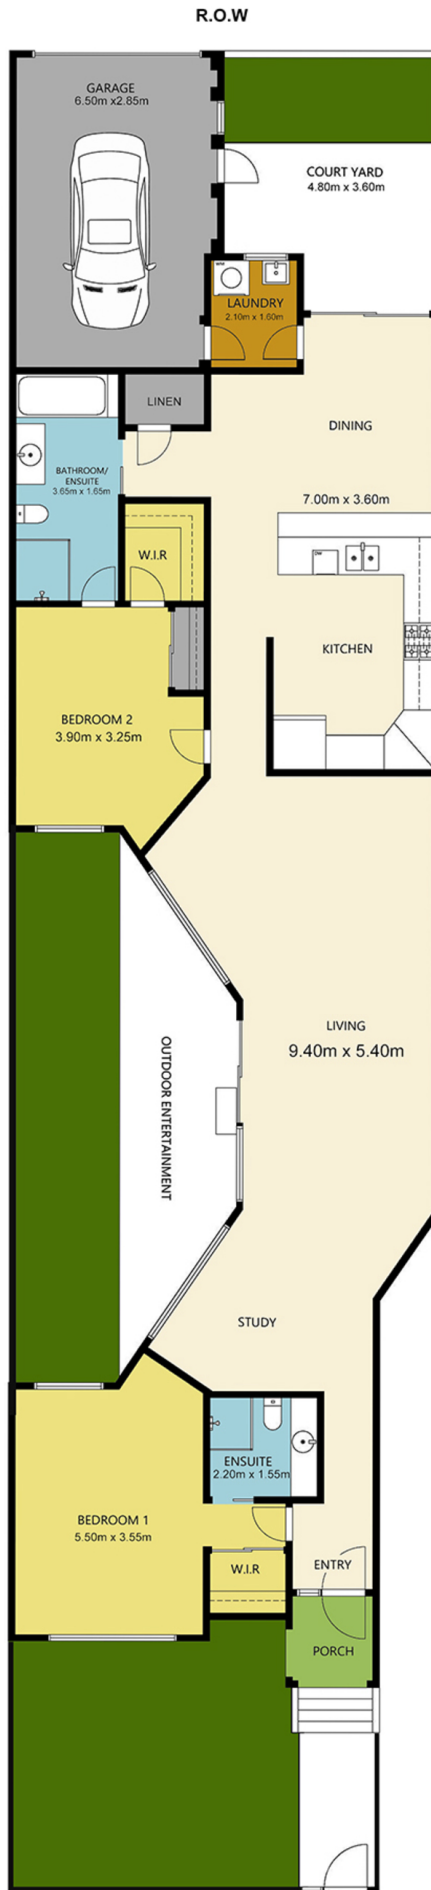 R.O.W
GARAGE
6.50m x2.85m
COURT YARD
4.80m x 3.60m
LAUNDRY
2.10m x 1.60m
LINEN
DINING
BATHROOM/
ENSUITE
3.65m x 1.65m
7.00m x 3.60m
W.I.R
DW
KITCHEN
BEDROOM 2
3.90m x 3.25m
LIVING
9.40m x 5.40m
OUTDOOR ENTERTAINMENT
STUDY
ENSUITE
2.20m x 1.55m
BEDROOM 1
5.50m x 3.55m
W.I.R
ENTRY
PORCH